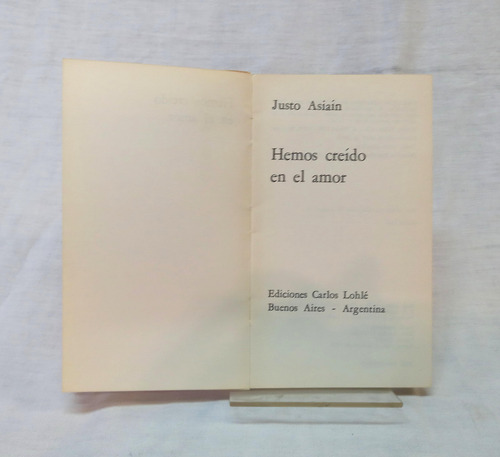 Justo Asiaín
Hemos creído
en el amor
Ediciones Carlos Lohlé
Buenos Aires - Argentina